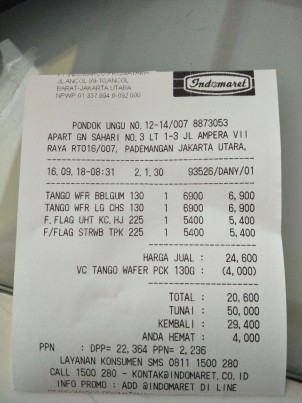 Indomaret
JL.ANCOL I/9-10,ANCOL
BARAT-JAKARTA UTARA
NPWP 01 337 994 6-092.000
PONDOK UNGU NO.12-14/007 8873053
APART GN SAHARI NO.3 LT 1-3 JL AMPERA VII
RAYA RT016/007, PADEMANGAN JAKARTA UTARA,
16.09.18-08:31 2.1.30 93526/DANY/01
TANGO WFR BBLGUM 130 1 6900 6,900
TANGO WFR LG CHS 130 1 6900 6,900
F.FLAG UHT KC.HJ 225 1 5400 5,400
F/FLAG STRWB TPK 225 1 5400 5,400
HARGA JUAL : 24,600
VC TANGO WAFER PCK 130G : (4,000)
TOTAL : 20,600
TUNAI : 50,000
KEMBALI : 29,400
ANDA HEMAT : 4,000
PPN : DPP= 22,364 PPN= 2,236
LAYANAN KONSUMEN SMS 0811 1500 280
CALL 1500 280 - KONTAK@INDOMARET.CO.ID
INFO PROMO : ADD @INDOMARET DI LINE